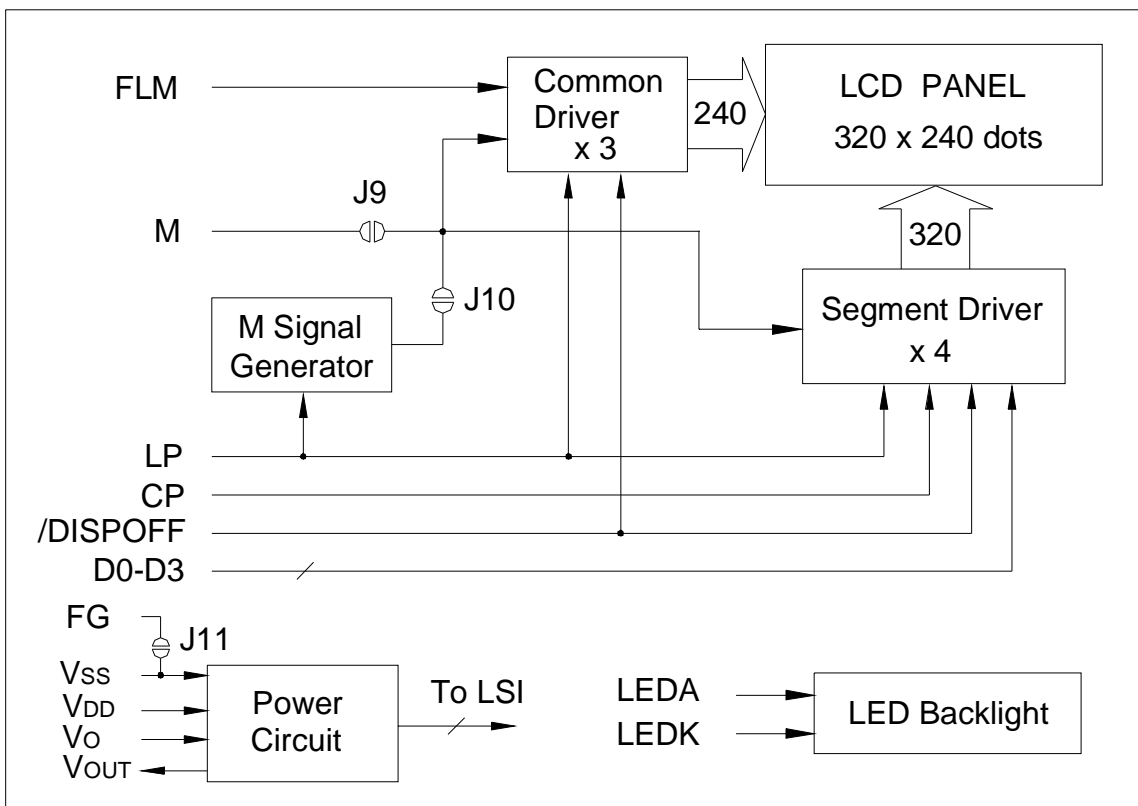 FLM
Common
Driver
x 3
240
LCD PANEL
320 x 240 dots
J9
M
320
J10
M Signal
Generator
Segment Driver
x 4
LP
CP
/DISPOFF
D0-D3
FG
J11
VSS
VDD
VO
VOUT
Power
Circuit
To LSI
LEDA
LEDK
LED Backlight